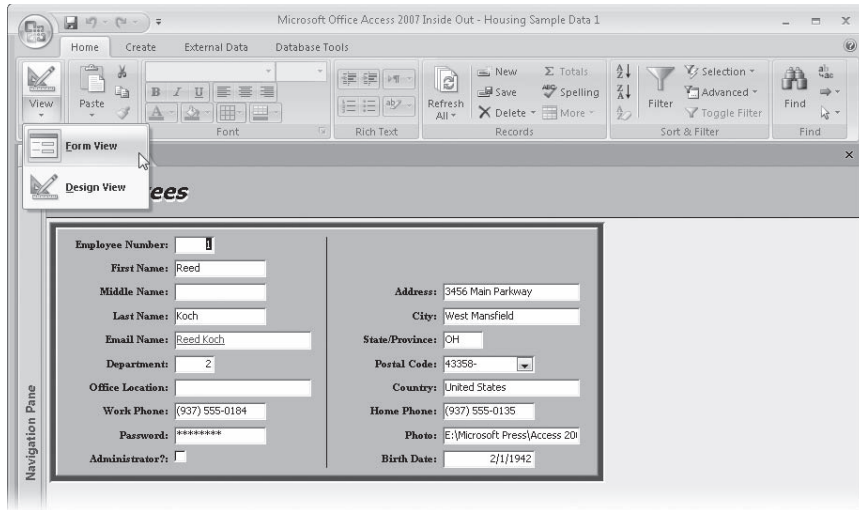 Microsoft Office Access 2007 Inside Out - Housing Sample Data 1
Home Create External Data Database Tools
View
Paste
B I U
Font
Rich Text
Refresh All
New
Save
Delete
Totals
Spelling
More
Records
Filter
Selection
Advanced
Toggle Filter
Sort & Filter
Find
Find
Form View
Design View
ees
Navigation Pane
Employee Number: 1
First Name: Reed
Middle Name:
Last Name: Koch
Email Name: Reed Koch
Department: 2
Office Location:
Work Phone: (937) 555-0184
Password: ********
Administrator?:
Address: 3456 Main Parkway
City: West Mansfield
State/Province: OH
Postal Code: 43358-
Country: United States
Home Phone: (937) 555-0135
Photo: E:\Microsoft Press\Access 200
Birth Date: 2/1/1942